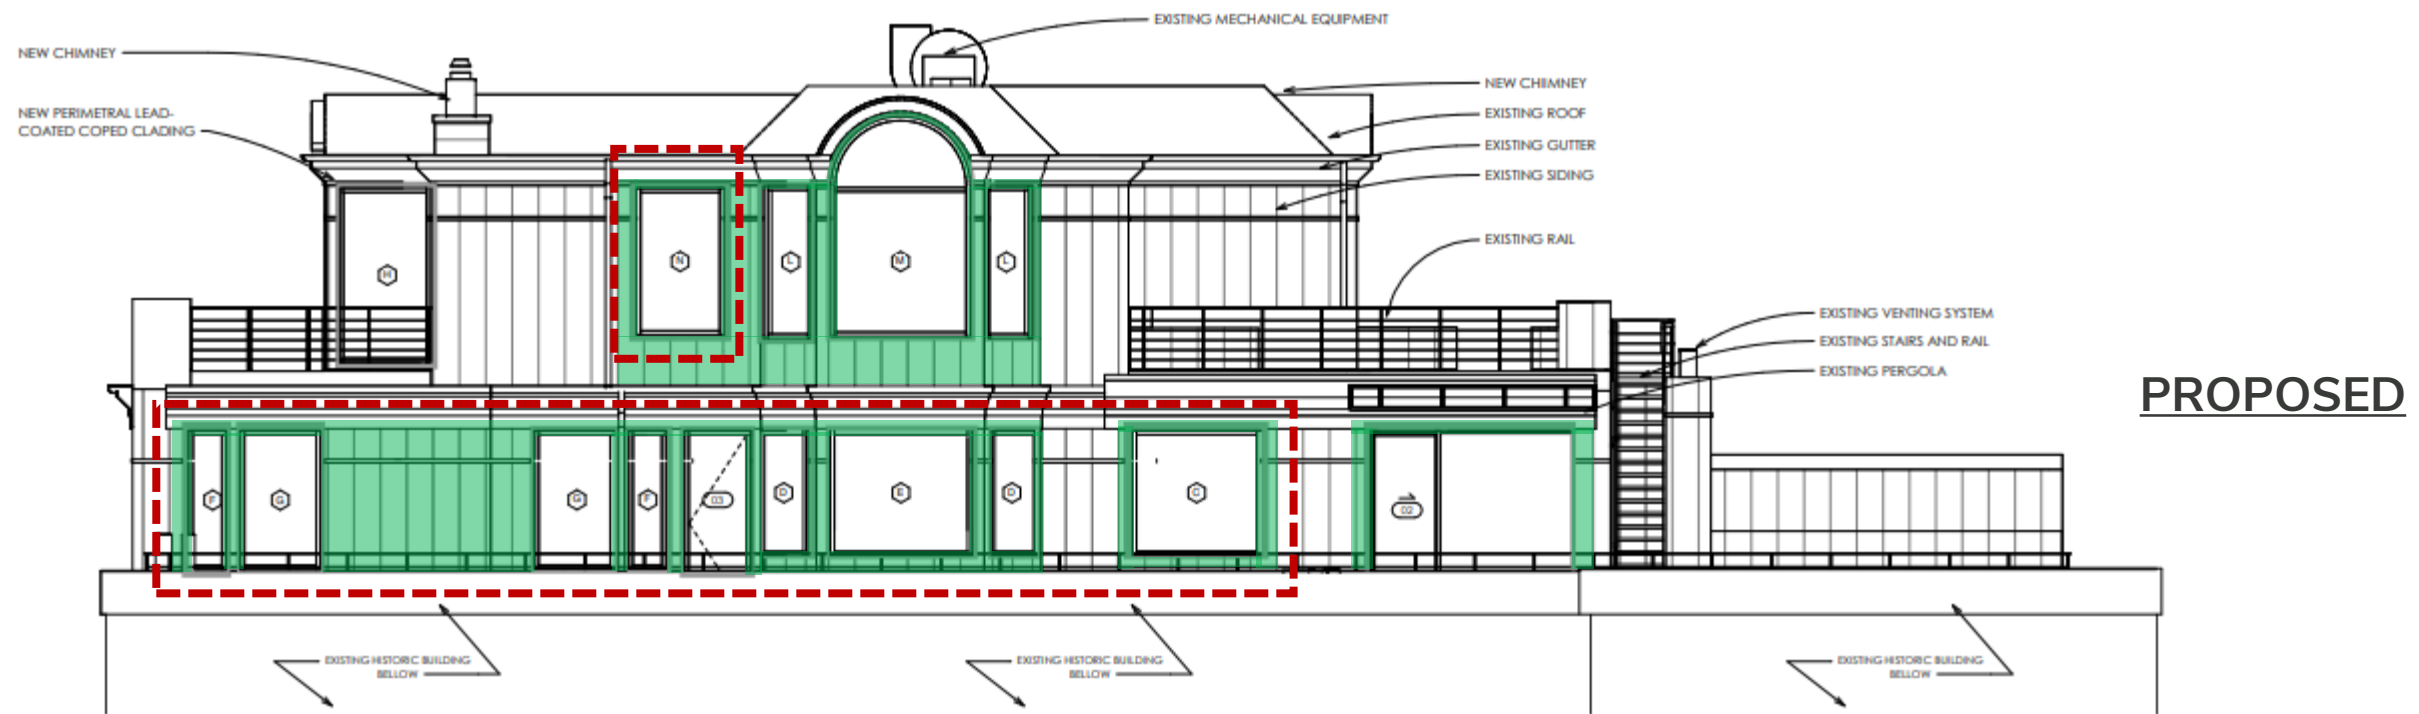 EXISTING MECHANICAL EQUIPMENT
NEW CHIMNEY
NEW CHIIMNEY
NEW PERIMETRAL LEAD-
COATED COPED CLADING
EXISTING ROOF
EXISTING GUTTER
EXISTING SIDING
EXISTING RAIL
H
N
L
M
L
EXISTING VENTING SYSTEM
EXISTING STAIRS AND RAIL
EXISTING PERGOLA
PROPOSED
F
G
G
F
03
D
E
D
C
02
EXISTING HISTORIC BUILDING
BELLOW
EXISTING HISTORIC BUILDING
BELLOW
EXISTING HISTORIC BUILDING
BELLOW